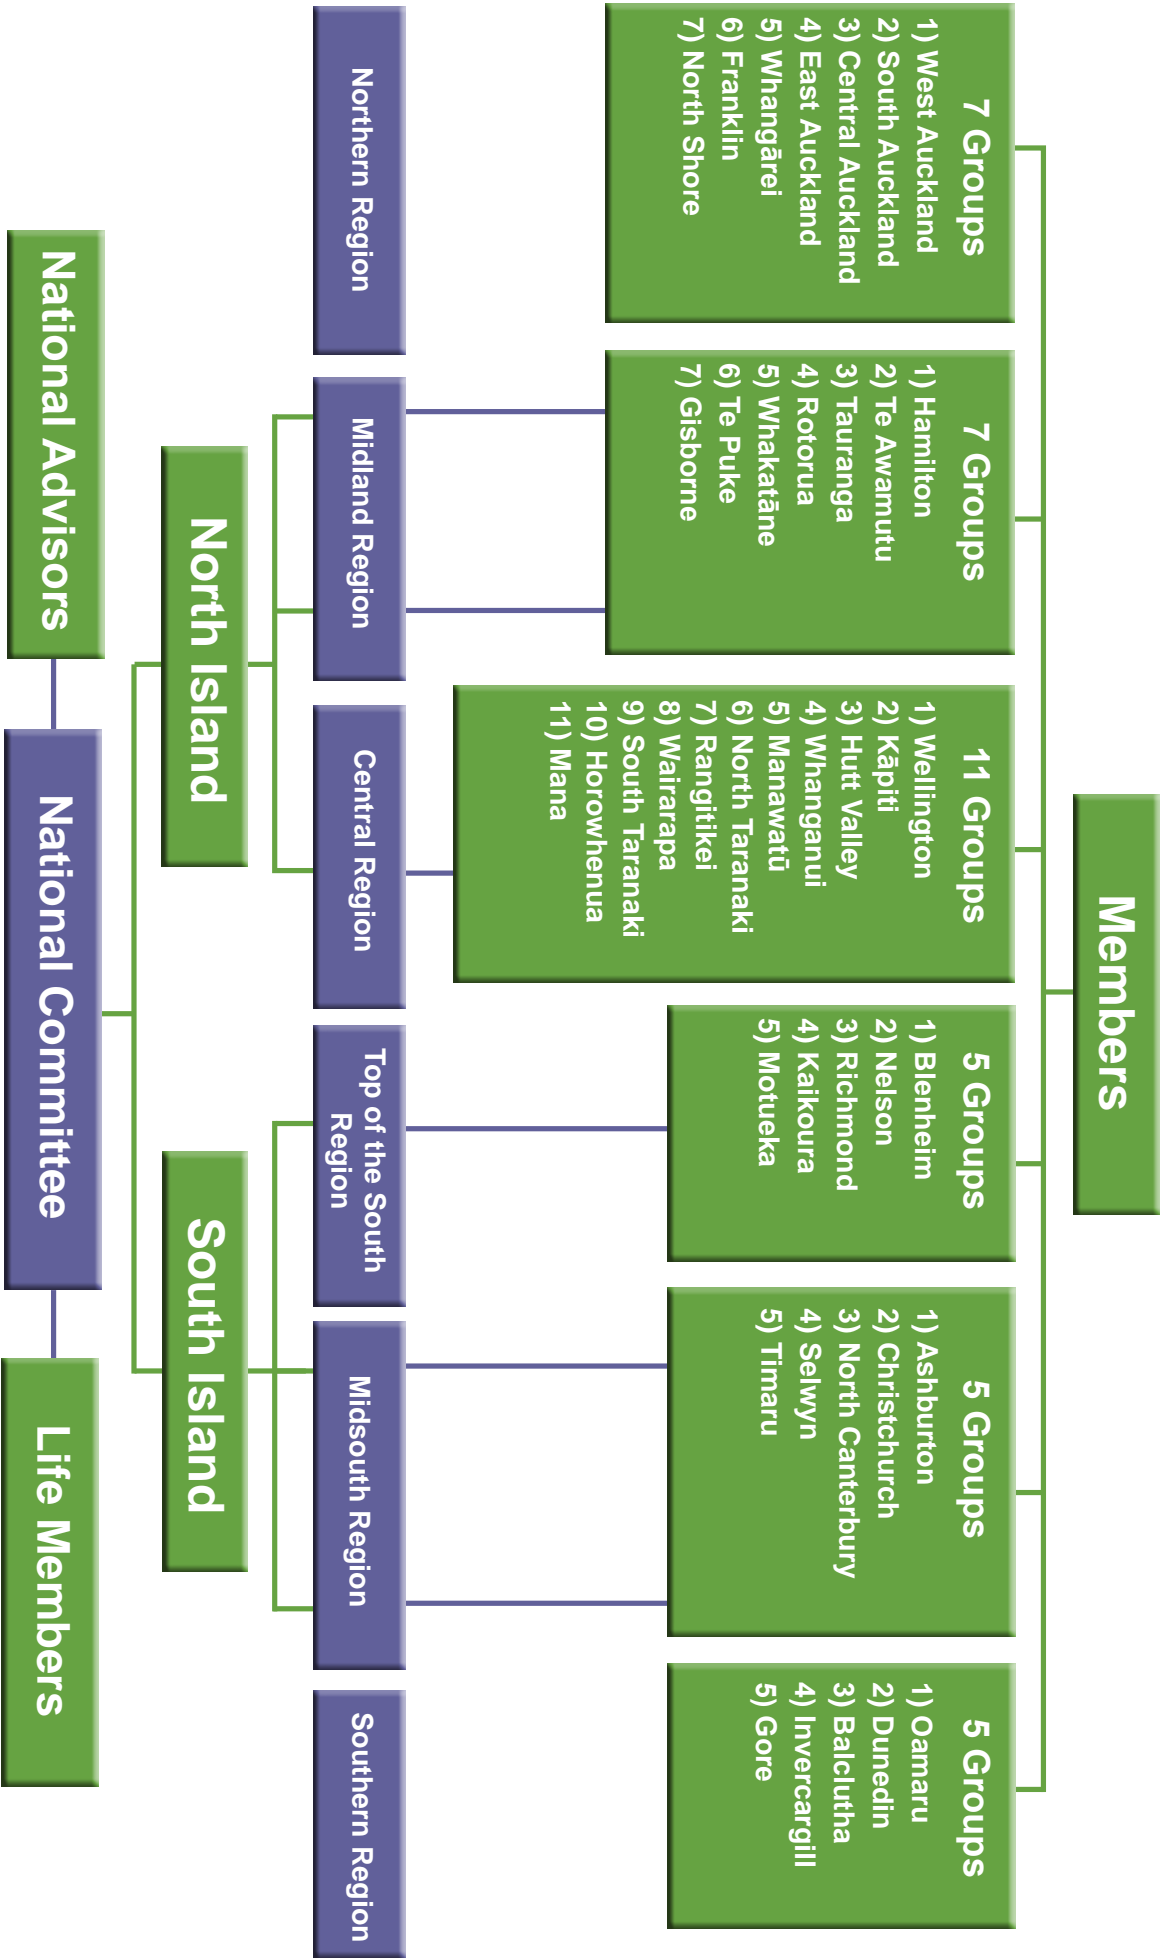 Members
7 Groups
1) West Auckland
2) South Auckland
3) Central Auckland
4) East Auckland
5) Whangārei
6) Franklin
7) North Shore
7 Groups
1) Hamilton
2) Te Awamutu
3) Tauranga
4) Rotorua
5) Whakatāne
6) Te Puke
7) Gisborne
11 Groups
1) Wellington
2) Kāpiti
3) Hutt Valley
4) Whanganui
5) Manawatū
6) North Taranaki
7) Rangitikei
8) Wairarapa
9) South Taranaki
10) Horowhenua
11) Mana
5 Groups
1) Blenheim
2) Nelson
3) Richmond
4) Kaikoura
5) Motueka
5 Groups
1) Ashburton
2) Christchurch
3) North Canterbury
4) Selwyn
5) Timaru
5 Groups
1) Oamaru
2) Dunedin
3) Balclutha
4) Invercargill
5) Gore
Northern Region
Midland Region
Central Region
Top of the South
Region
Midsouth Region
Southern Region
North Island
South Island
National Advisors
National Committee
Life Members